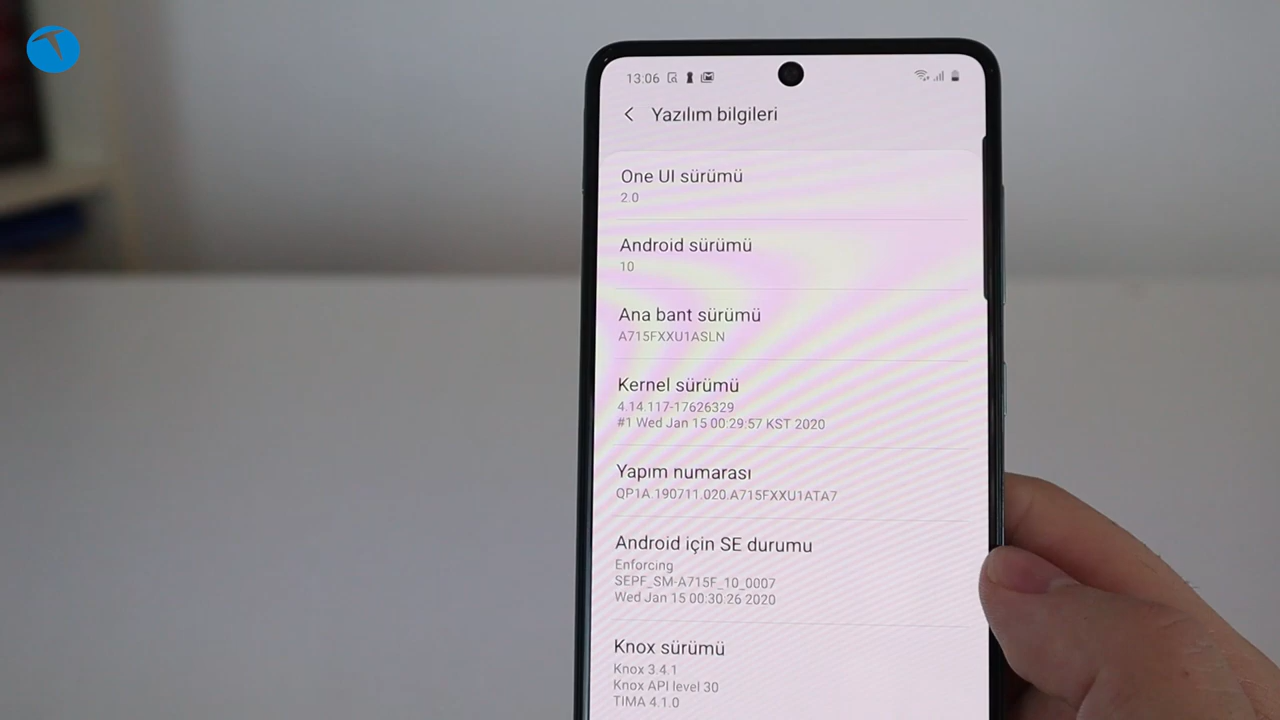 13:06
Yazılım bilgileri
One UI sürümü
2.0
Android sürümü
10
Ana bant sürümü
A715FXXU1ASLN
Kernel sürümü
4.14.117-17626329
#1 Wed Jan 15 00:29:57 KST 2020
Yapım numarası
QP1A.190711.020.A715FXXU1ATA7
Android için SE durumu
Enforcing
SEPF_SM-A715F_10_0007
Wed Jan 15 00:30:26 2020
Knox sürümü
Knox 3.4.1
Knox API level 30
TIMA 4.1.0